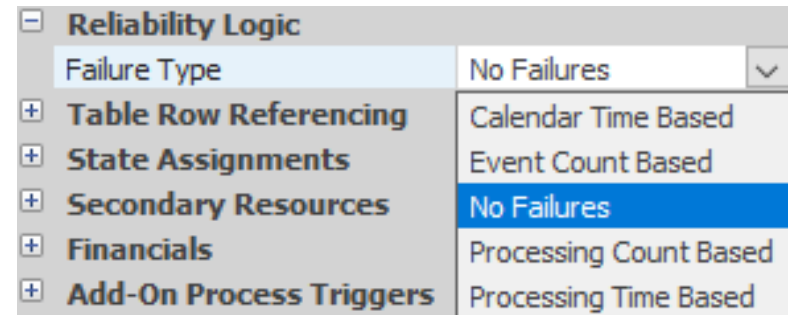 Reliability Logic
Failure Type No Failures
Table Row Referencing Calendar Time Based
State Assignments Event Count Based
Secondary Resources No Failures
Financials Processing Count Based
Add-On Process Triggers Processing Time Based